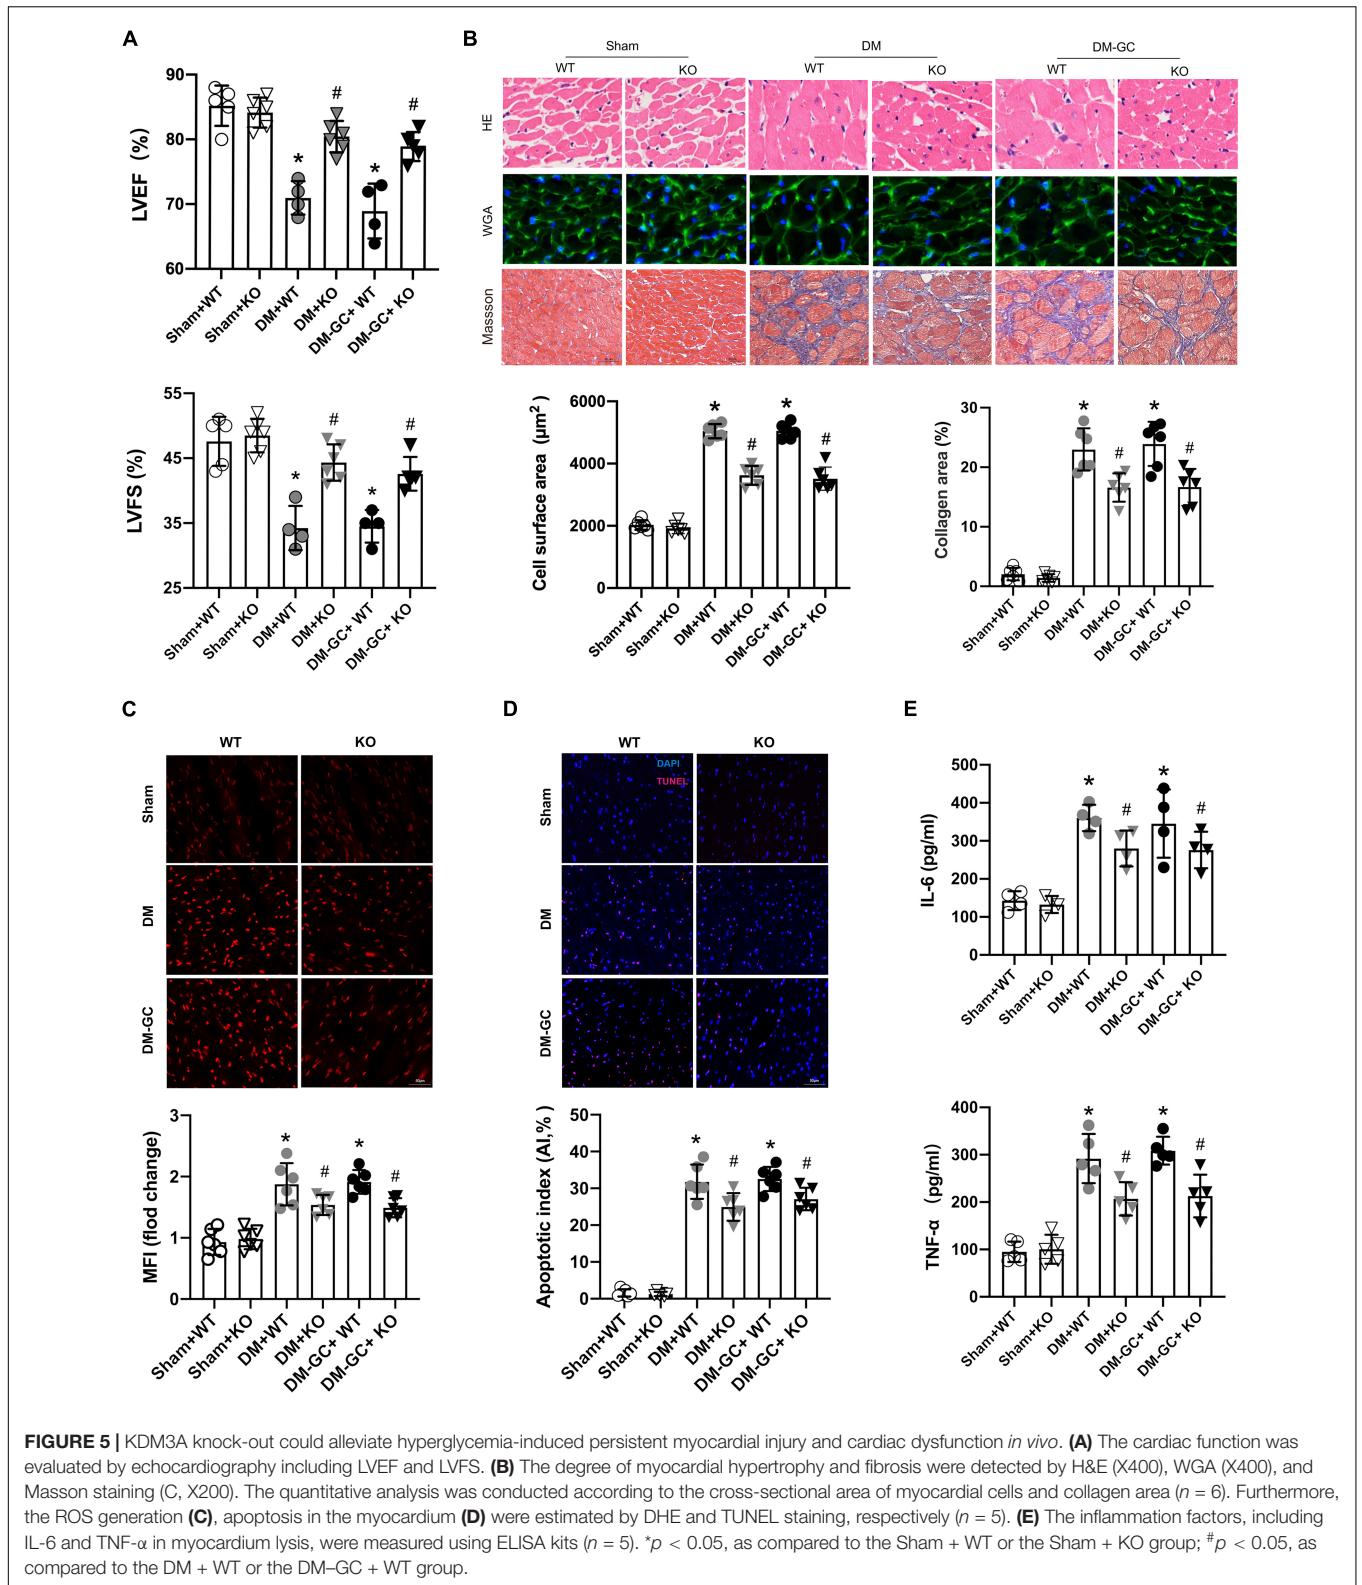 A
LVEF (%)
90
80
70
60
*
#
*
#
Sham+WT
Sham+KO
DM+WT
DM+KO
DM-GC+ WT
DM-GC+ KO
LVFS (%)
55
45
35
25
*
#
*
#
Sham+WT
Sham+KO
DM+WT
DM+KO
DM-GC+ WT
DM-GC+ KO
B
Sham
DM
DM-GC
WT
KO
WT
KO
WT
KO
HE
WGA
Massson
Cell surface area (μm²)
6000
4000
2000
0
*
#
*
#
Sham+WT
Sham+KO
DM+WT
DM+KO
DM-GC+ WT
DM-GC+ KO
Collagen area (%)
30
20
10
0
*
#
*
#
Sham+WT
Sham+KO
DM+WT
DM+KO
DM-GC+ WT
DM-GC+ KO
C
WT
KO
Sham
DM
DM-GC
MFI (flod change)
3
2
1
0
*
#
*
#
Sham+WT
Sham+KO
DM+WT
DM+KO
DM-GC+ WT
DM-GC+ KO
D
WT
KO
DAPI
TUNEL
Sham
DM
DM-GC
Apoptotic index (AI,% )
50
40
30
20
10
0
*
#
*
#
Sham+WT
Sham+KO
DM+WT
DM+KO
DM-GC+ WT
DM-GC+ KO
E
IL-6 (pg/ml)
500
400
300
200
100
0
*
#
*
#
Sham+WT
Sham+KO
DM+WT
DM+KO
DM-GC+ WT
DM-GC+ KO
TNF-α (pg/ml)
400
300
200
100
0
*
#
*
#
Sham+WT
Sham+KO
DM+WT
DM+KO
DM-GC+ WT
DM-GC+ KO
FIGURE 5 | KDM3A knock-out could alleviate hyperglycemia-induced persistent myocardial injury and cardiac dysfunction in vivo. (A) The cardiac function was
evaluated by echocardiography including LVEF and LVFS. (B) The degree of myocardial hypertrophy and fibrosis were detected by H&E (X400), WGA (X400), and
Masson staining (C, X200). The quantitative analysis was conducted according to the cross-sectional area of myocardial cells and collagen area (n = 6). Furthermore,
the ROS generation (C), apoptosis in the myocardium (D) were estimated by DHE and TUNEL staining, respectively (n = 5). (E) The inflammation factors, including
IL-6 and TNF-α in myocardium lysis, were measured using ELISA kits (n = 5). *p < 0.05, as compared to the Sham + WT or the Sham + KO group; #p < 0.05, as
compared to the DM + WT or the DM–GC + WT group.